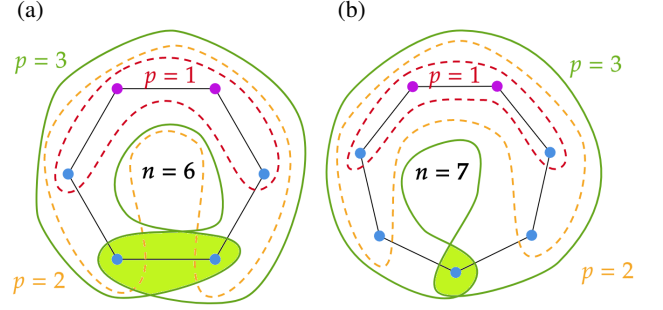 (a)
(b)
p = 3
p = 1
n = 6
p = 2
p = 3
p = 1
n = 7
p = 2